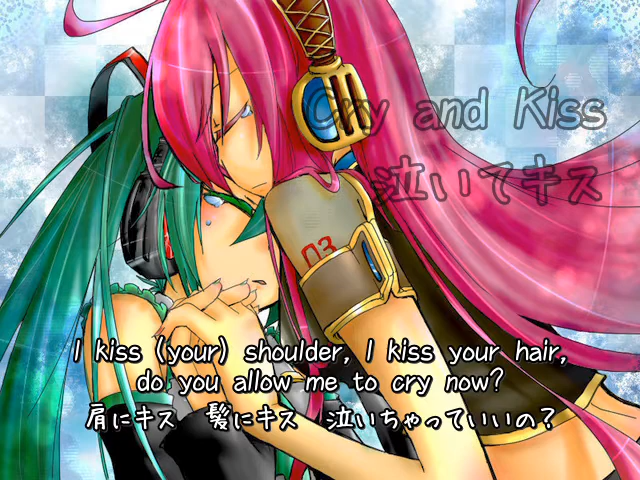 Cry and Kiss
泣いてキス
03
I kiss (your) shoulder, I kiss your hair,
do you allow me to cry now?
肩にキス　髪にキス　泣いちゃっていいの?